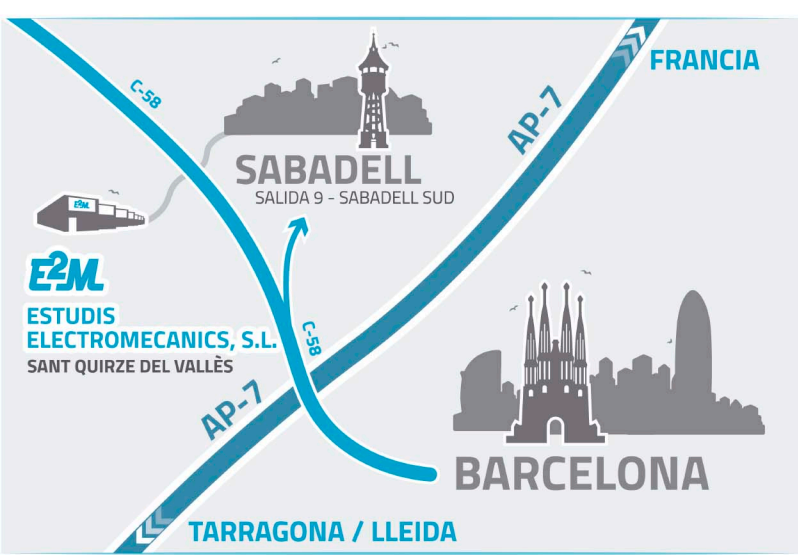 FRANCIA
C-58
AP-7
SABADELL
SALIDA 9 - SABADELL SUD
E2M
E2M
ESTUDIS
ELECTROMECANICS, S.L.
SANT QUIRZE DEL VALLÈS
C-58
AP-7
BARCELONA
TARRAGONA / LLEIDA